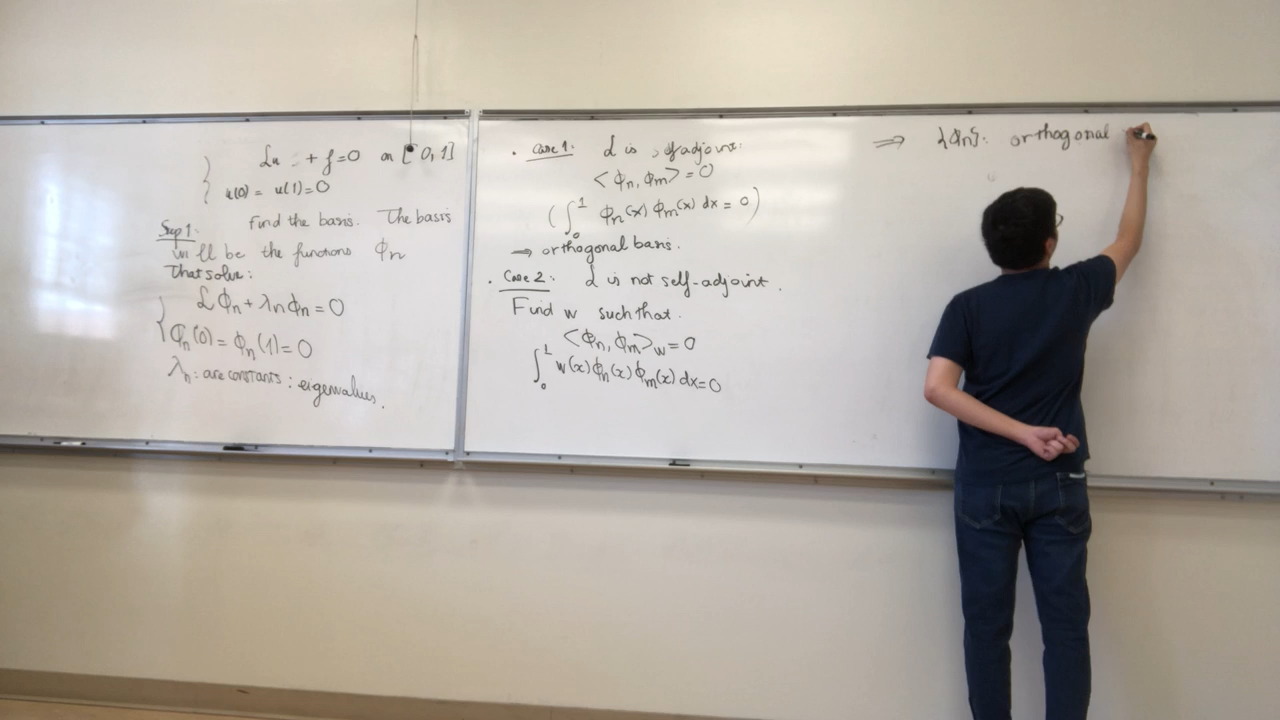 Lu + f = 0 on [0,1]
u(0) = u(1) = 0
Step 1: Find the basis. The basis
will be the functions ϕn
That solve:
Lϕn + λnϕn = 0
ϕn(0) = ϕn(1) = 0
λn: are constants: eigenvalues.
• Case 1: L is self adjoint:
<ϕn, ϕm> = 0
(∫₀¹ ϕn(x) ϕm(x) dx = 0)
⇒ orthogonal basis.
• Case 2: L is not self-adjoint.
Find w such that.
<ϕn, ϕm>w = 0
∫₀¹ w(x)ϕn(x)ϕm(x) dx = 0
⇒ {ϕn}: orthogonal